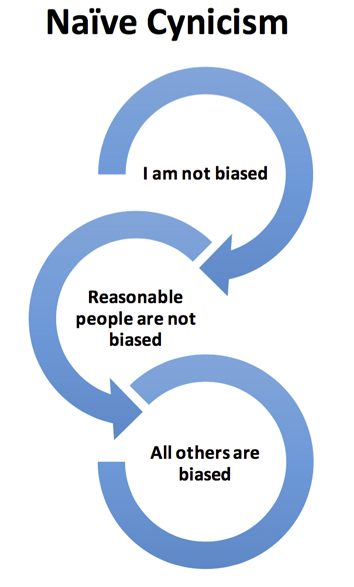 Naïve Cynicism
I am not biased
Reasonable
people are not
biased
All others are
biased